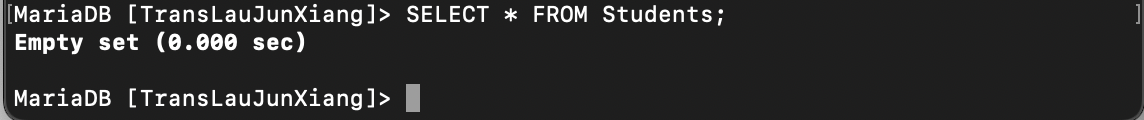 [MariaDB [TransLauJunXiang]> SELECT * FROM Students; ]
Empty set (0.000 sec)
MariaDB [TransLauJunXiang]>